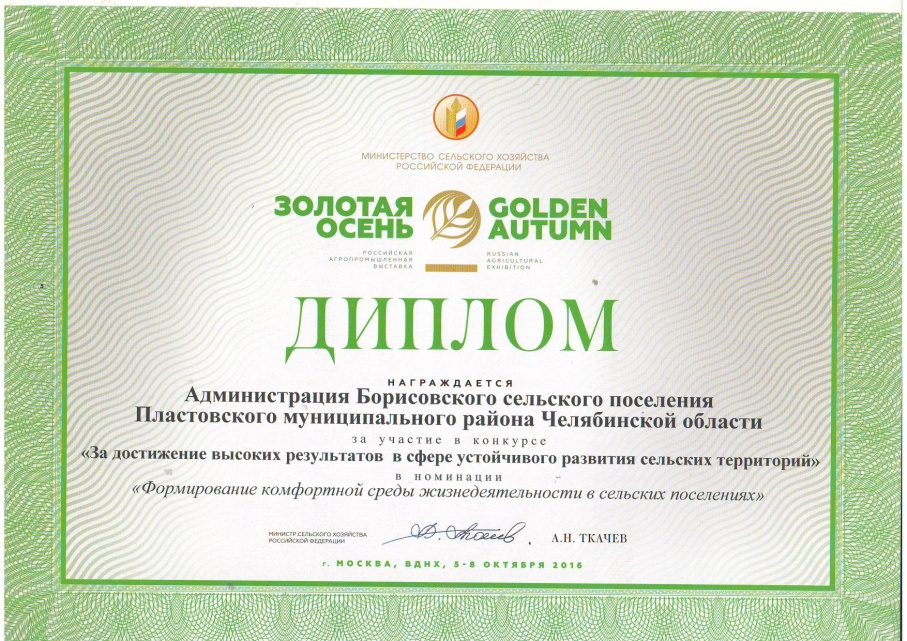 МИНИСТЕРСТВО СЕЛЬСКОГО ХОЗЯЙСТВА
РОССИЙСКОЙ ФЕДЕРАЦИИ
ЗОЛОТАЯ
ОСЕНЬ
GOLDEN
AUTUMN
РОССИЙСКАЯ
АГРОПРОМЫШЛЕННАЯ
ВЫСТАВКА
RUSSIAN
AGRICULTURAL
EXHIBITION
ДИПЛОМ
НАГРАЖДАЕТСЯ
Администрация Борисовского сельского поселения
Пластовского муниципального района Челябинской области
за участие в конкурсе
«За достижение высоких результатов в сфере устойчивого развития сельских территорий»
в номинации
«Формирование комфортной среды жизнедеятельности в сельских поселениях»
МИНИСТР СЕЛЬСКОГО ХОЗЯЙСТВА
РОССИЙСКОЙ ФЕДЕРАЦИИ
А.Н. ТКАЧЕВ
г. МОСКВА, ВДНХ, 5-8 ОКТЯБРЯ 2016